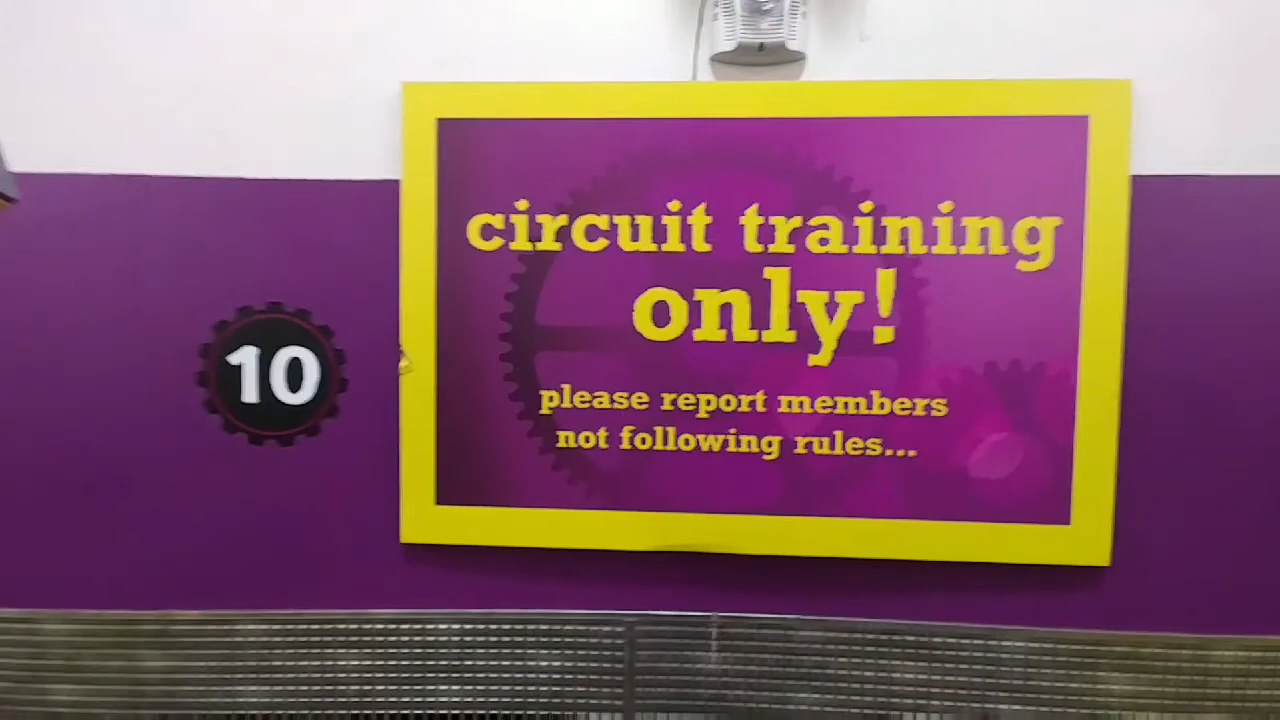 10
circuit training
only!
please report members
not following rules...